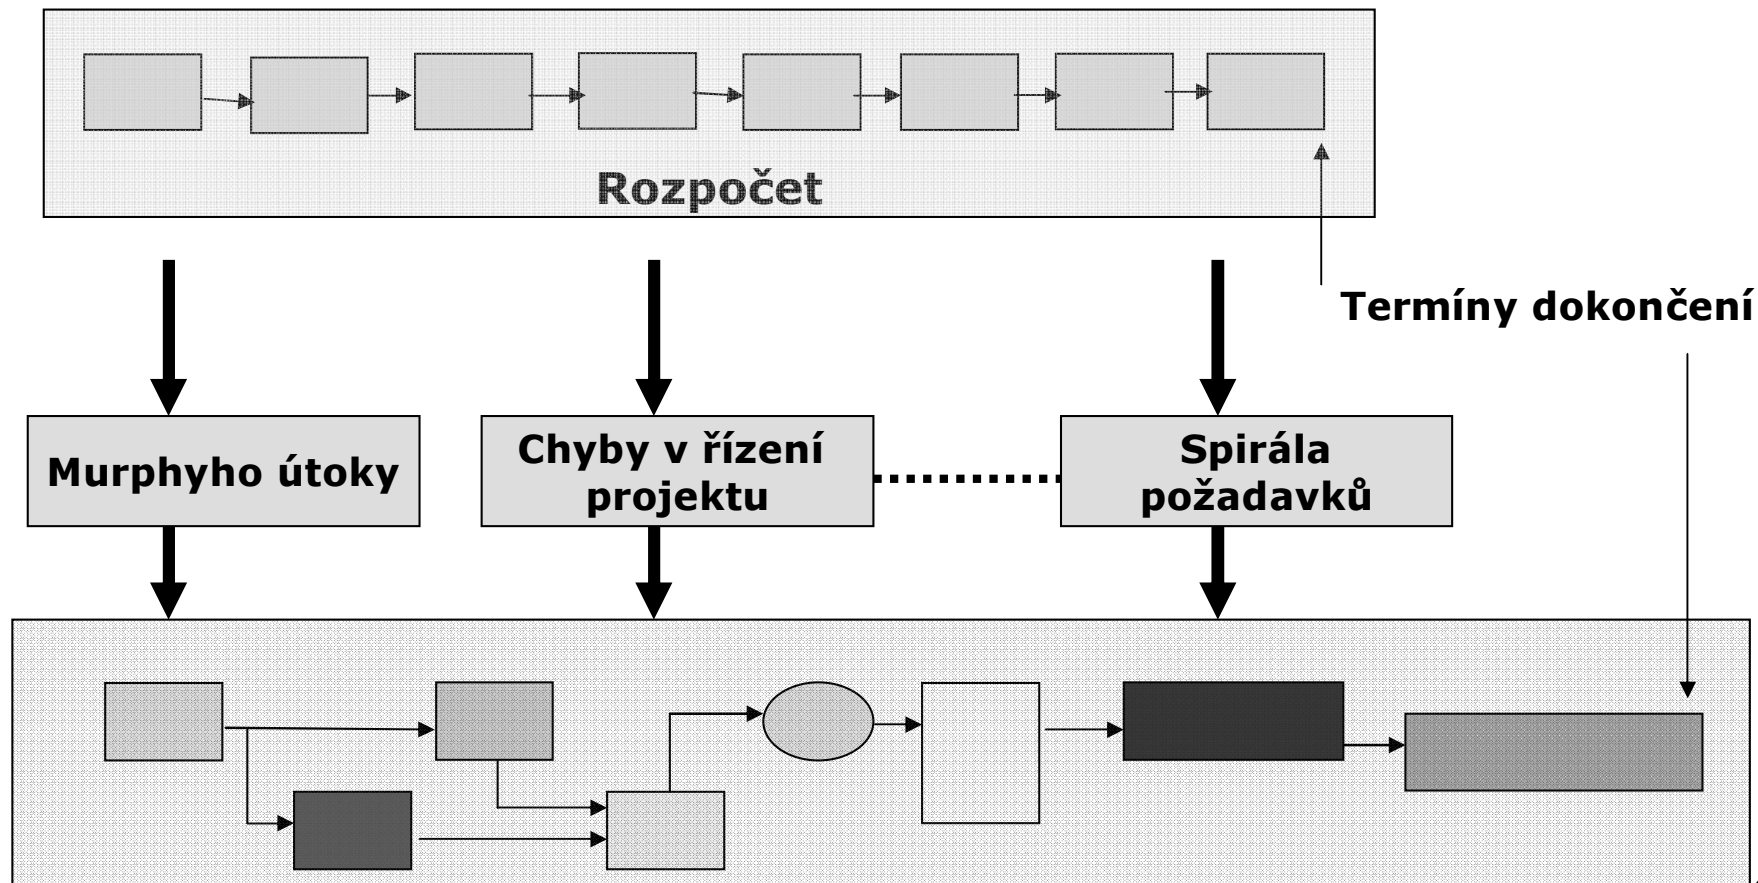 Rozpočet
Termíny dokončení
Murphyho útoky
Chyby v řízení
projektu
Spirála
požadavků